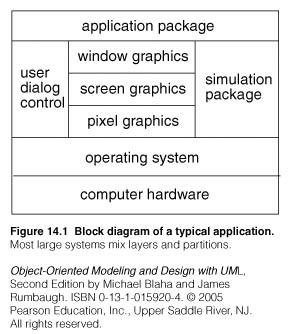 application package
user
dialog
control
window graphics
screen graphics
pixel graphics
simulation
package
operating system
computer hardware
Figure 14.1 Block diagram of a typical application.
Most large systems mix layers and partitions.
Object-Oriented Modeling and Design with UML,
Second Edition by Michael Blaha and James
Rumbaugh. ISBN 0-13-1-015920-4. © 2005
Pearson Education, Inc., Upper Saddle River, NJ.
All rights reserved.